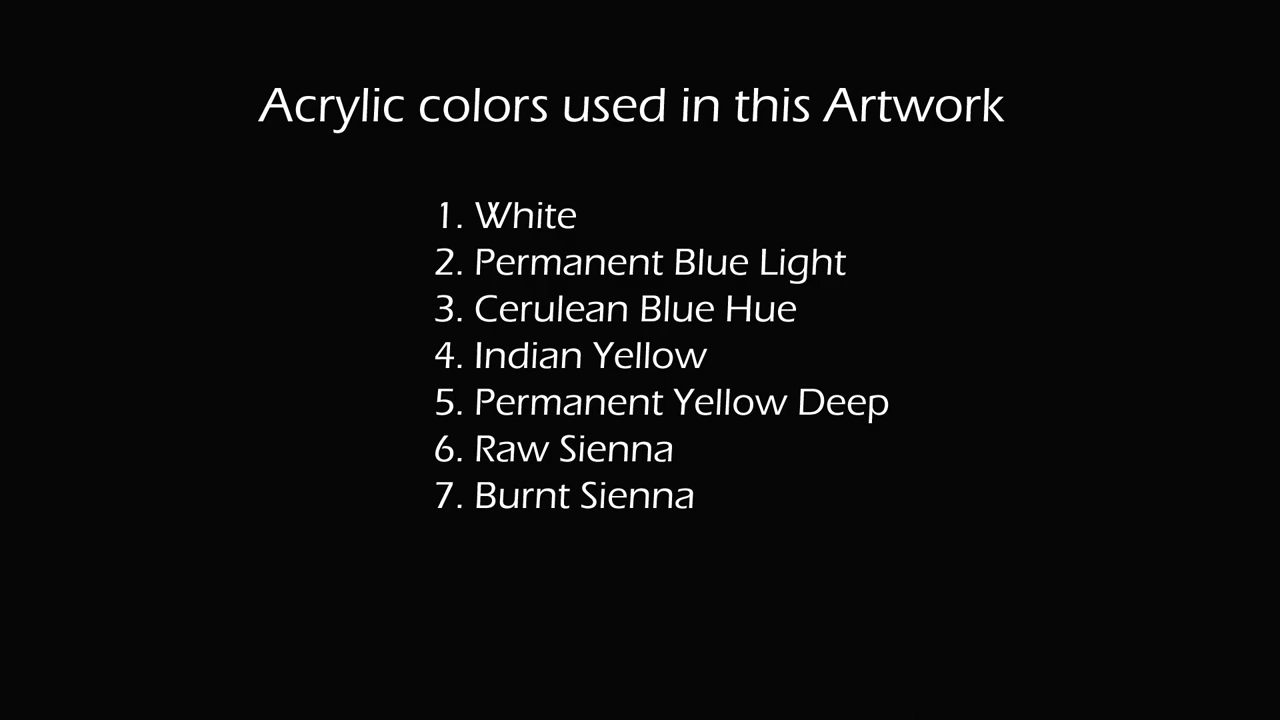 Acrylic colors used in this Artwork
1. White
2. Permanent Blue Light
3. Cerulean Blue Hue
4. Indian Yellow
5. Permanent Yellow Deep
6. Raw Sienna
7. Burnt Sienna